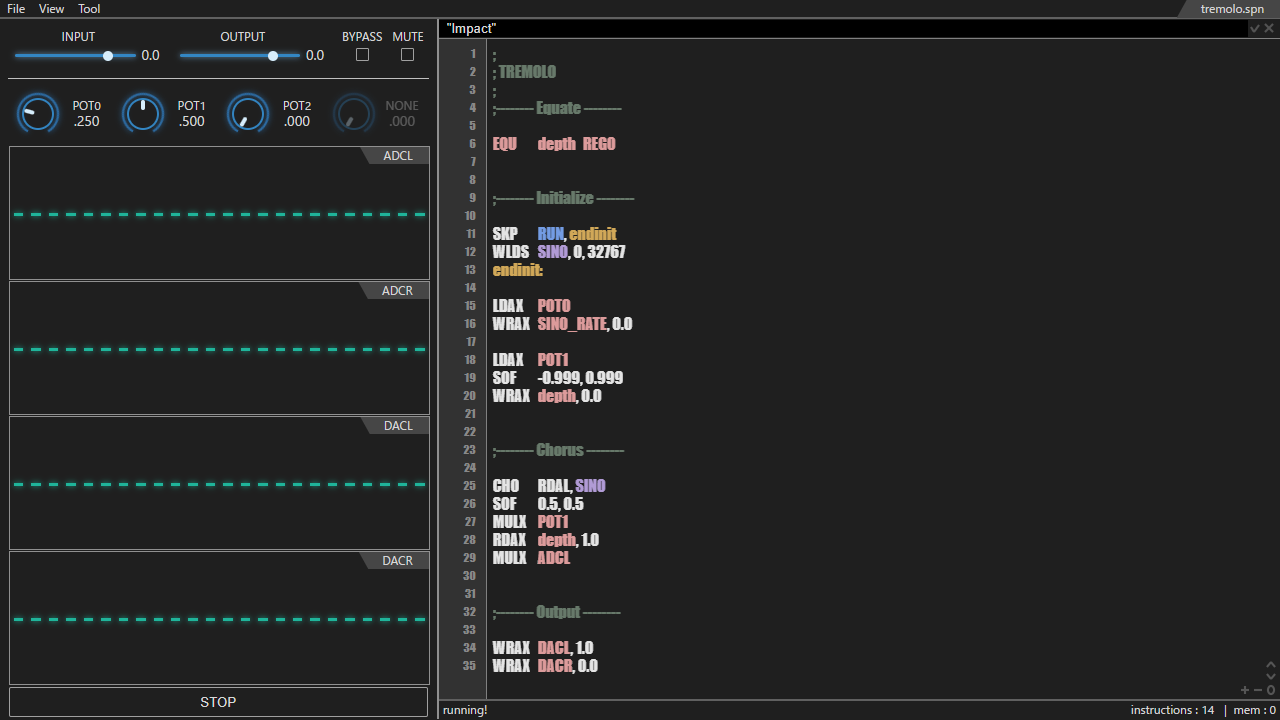 File View Tool
tremolo.spn
INPUT OUTPUT BYPASS MUTE
0.0 0.0
POT0 .250
POT1 .500
POT2 .000
NONE .000
ADCL
ADCR
DACL
DACR
STOP
"Impact"
1 ;
2 ; TREMOLO
3 ;
4 ;-------- Equate --------
5
6 EQU depth REG0
7
8
9 ;-------- Initialize --------
10
11 SKP RUN, endinit
12 WLDS SIN0, 0, 32767
13 endinit:
14
15 LDAX POT0
16 WRAX SIN0_RATE, 0.0
17
18 LDAX POT1
19 SOF -0.999, 0.999
20 WRAX depth, 0.0
21
22
23 ;-------- Chorus --------
24
25 CHO RDAL, SIN0
26 SOF 0.5, 0.5
27 MULX POT1
28 RDAX depth, 1.0
29 MULX ADCL
30
31
32 ;-------- Output --------
33
34 WRAX DACL, 1.0
35 WRAX DACR, 0.0
+ − 0
running!
instructions : 14 | mem : 0